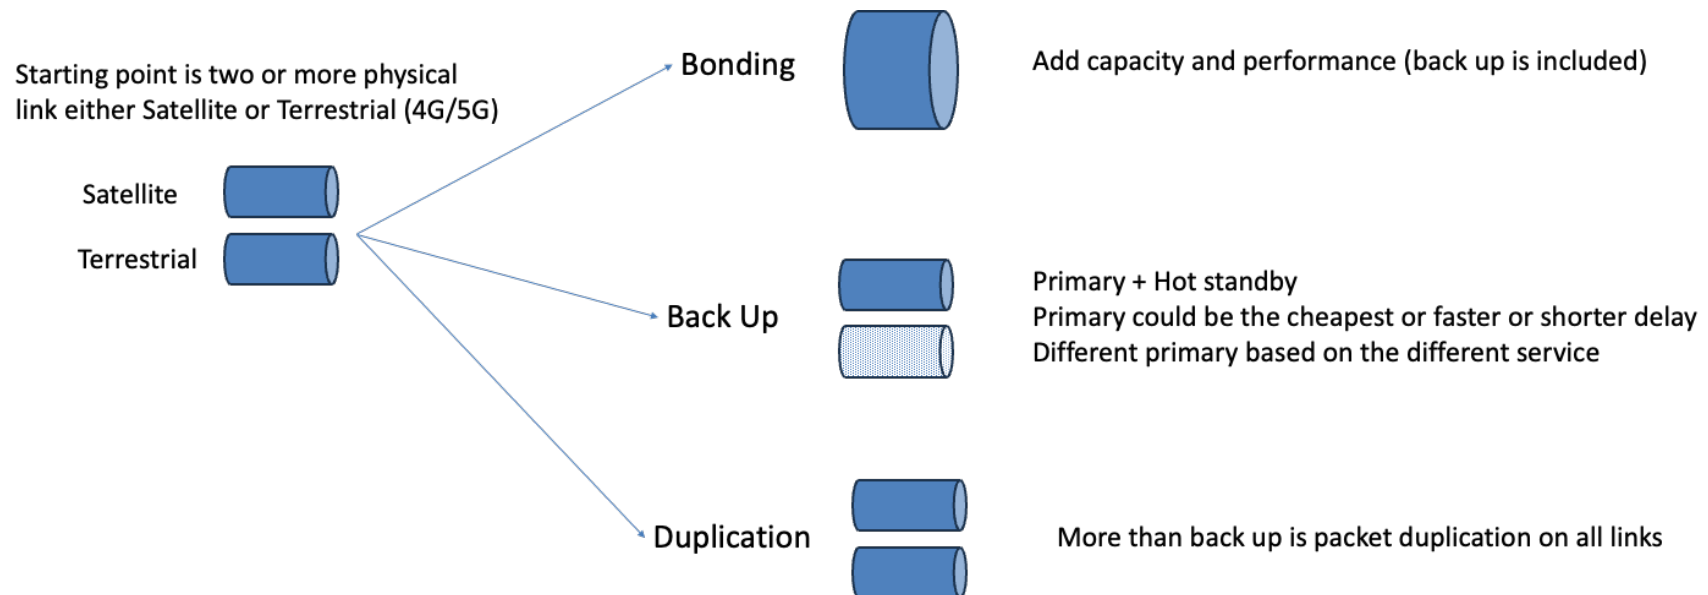 Starting point is two or more physical
link either Satellite or Terrestrial (4G/5G)
Satellite
Terrestrial
Bonding
Add capacity and performance (back up is included)
Back Up
Primary + Hot standby
Primary could be the cheapest or faster or shorter delay
Different primary based on the different service
Duplication
More than back up is packet duplication on all links